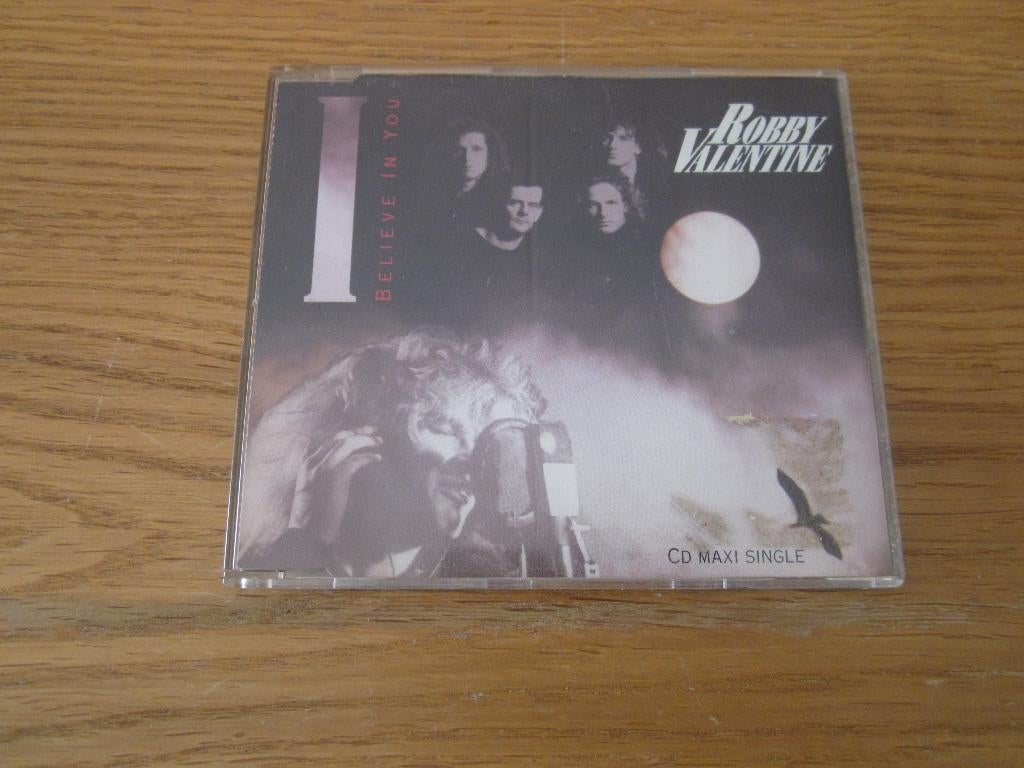 I
BELIEVE IN YOU
ROBBY
VALENTINE
CD MAXI SINGLE